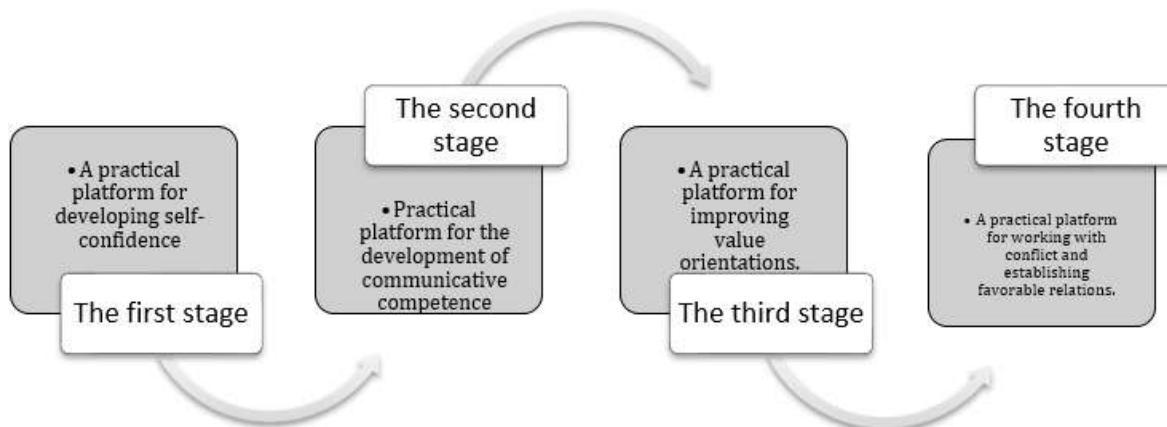 • A practical
platform for
developing self-
confidence
The first stage
The second
stage
• Practical
platform for the
development of
communicative
competence
• A practical
platform for
improving
value
orientations.
The third stage
The fourth
stage
• A practical platform
for working with
conflict and
establishing
favorable relations.